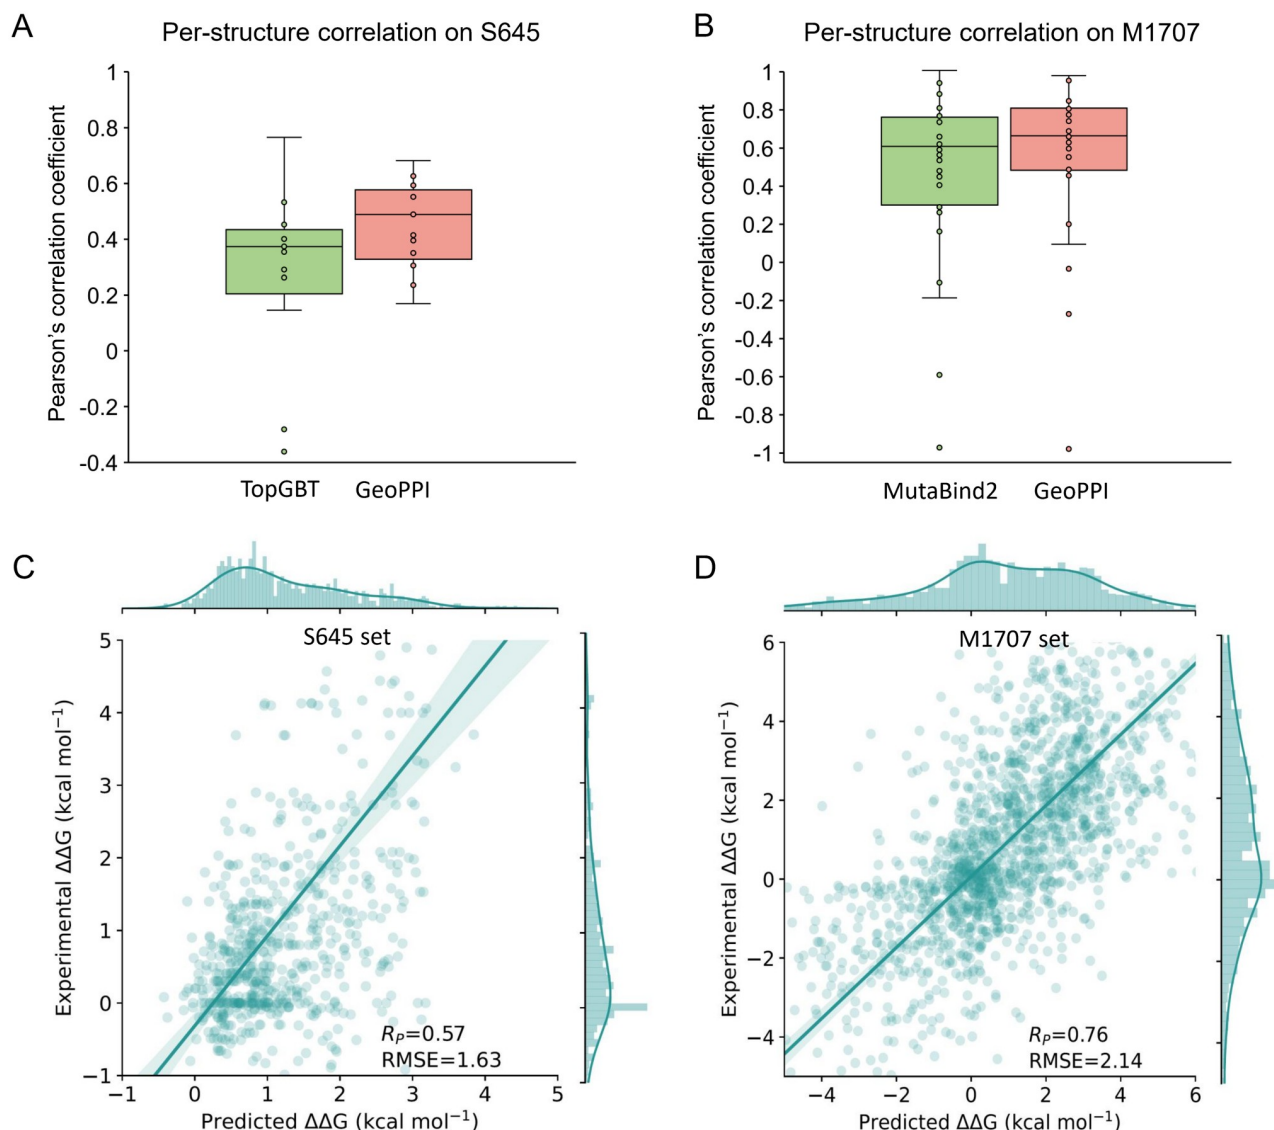 A
Per-structure correlation on S645
Pearson's correlation coefficient
1
0.8
0.6
0.4
0.2
0
-0.2
-0.4
TopGBT
GeoPPI
B
Per-structure correlation on M1707
Pearson's correlation coefficient
1
0.8
0.6
0.4
0.2
0
-0.2
-0.4
-0.6
-0.8
-1
MutaBind2
GeoPPI
C
S645 set
Experimental ΔΔG (kcal mol⁻¹)
5
4
3
2
1
0
−1
R_P=0.57
RMSE=1.63
−1
0
1
2
3
4
5
Predicted ΔΔG (kcal mol⁻¹)
D
M1707 set
Experimental ΔΔG (kcal mol⁻¹)
6
4
2
0
−2
−4
R_P=0.76
RMSE=2.14
−4
−2
0
2
4
6
Predicted ΔΔG (kcal mol⁻¹)